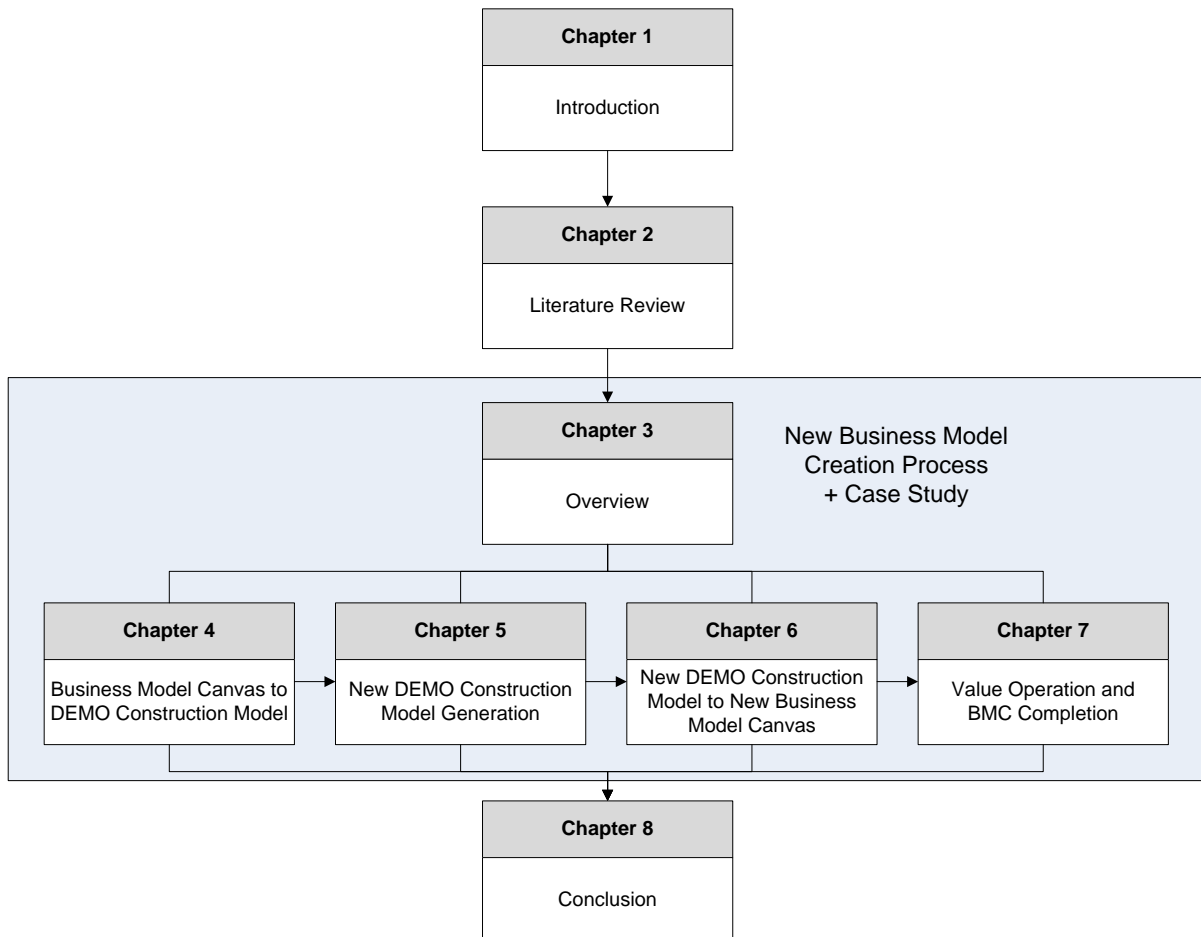 Chapter 1
Introduction
Chapter 2
Literature Review
Chapter 3
Overview
New Business Model
Creation Process
+ Case Study
Chapter 4
Business Model Canvas to
DEMO Construction Model
Chapter 5
New DEMO Construction
Model Generation
Chapter 6
New DEMO Construction
Model to New Business
Model Canvas
Chapter 7
Value Operation and
BMC Completion
Chapter 8
Conclusion